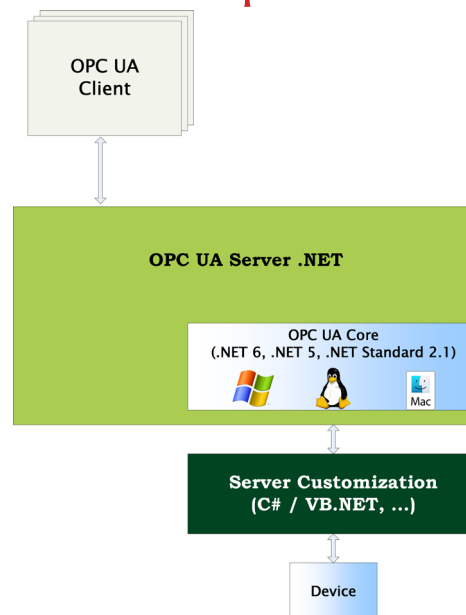 OPC UA
Client
OPC UA Server .NET
OPC UA Core
(.NET 6, .NET 5, .NET Standard 2.1)
Mac
Server Customization
(C# / VB.NET, ...)
Device